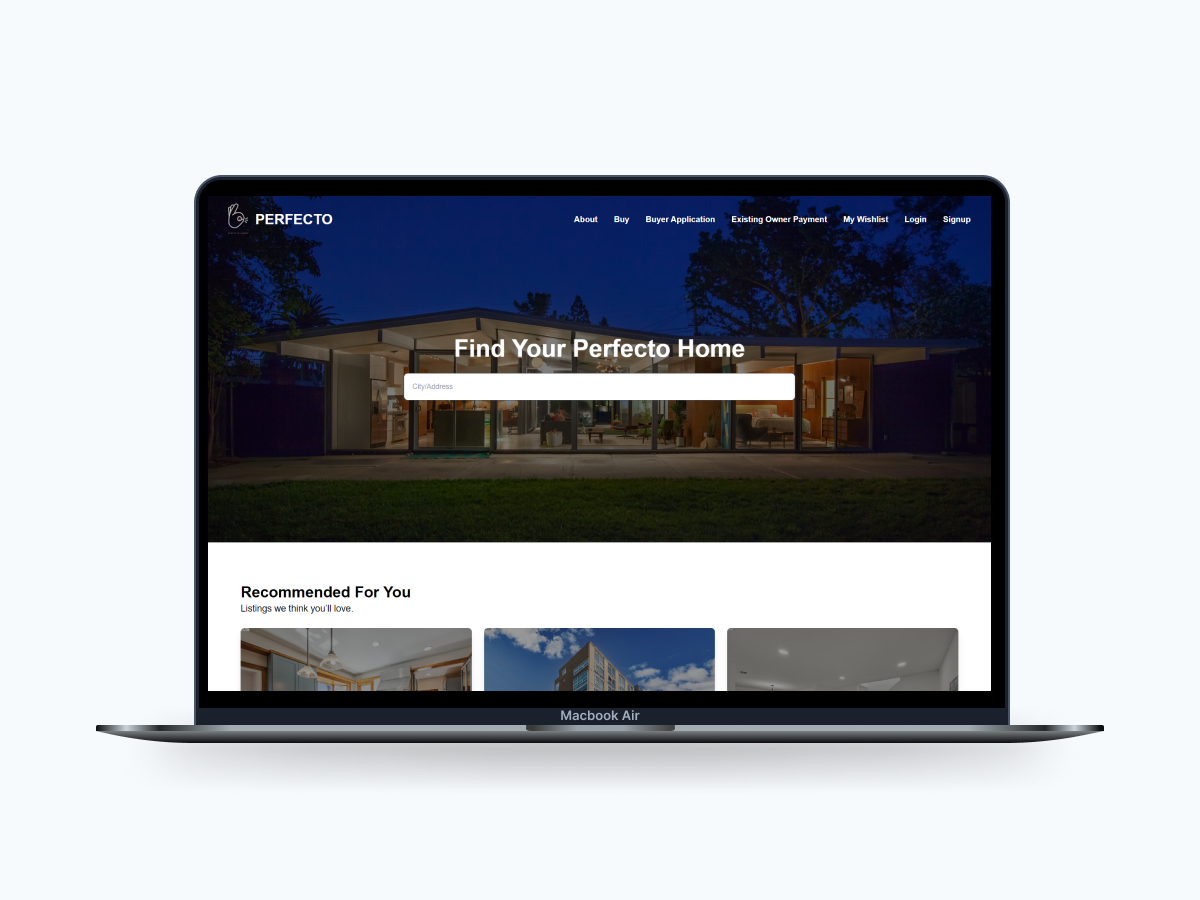 PERFECTO
About Buy Buyer Application Existing Owner Payment My Wishlist Login Signup
Find Your Perfecto Home
City/Address
Recommended For You
Listings we think you'll love.
Macbook Air